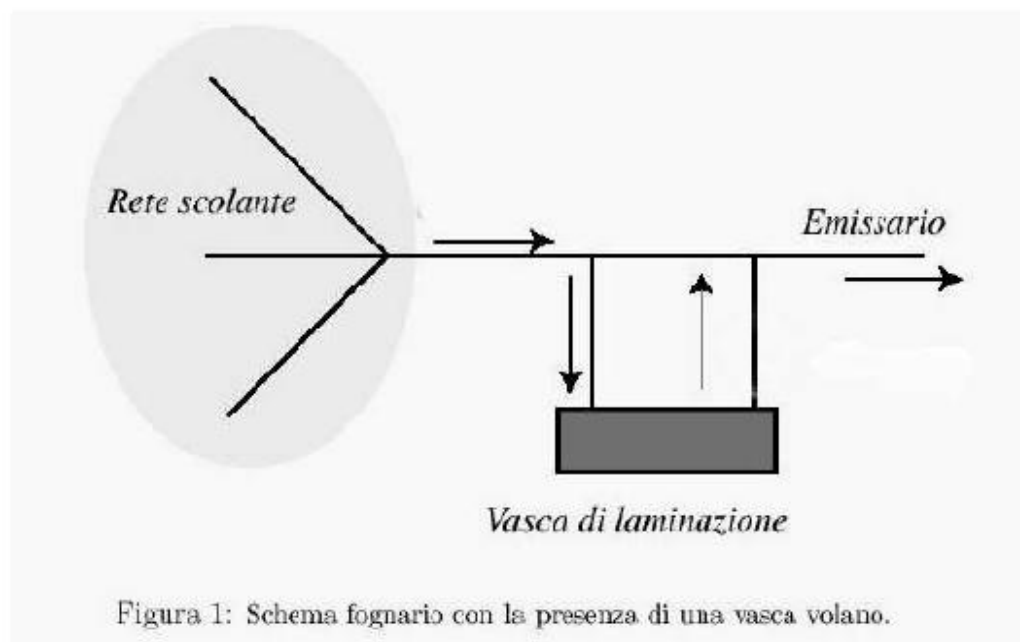 Rete scolante
Emissario
Vasca di laminazione
Figura 1: Schema fognario con la presenza di una vasca volano.